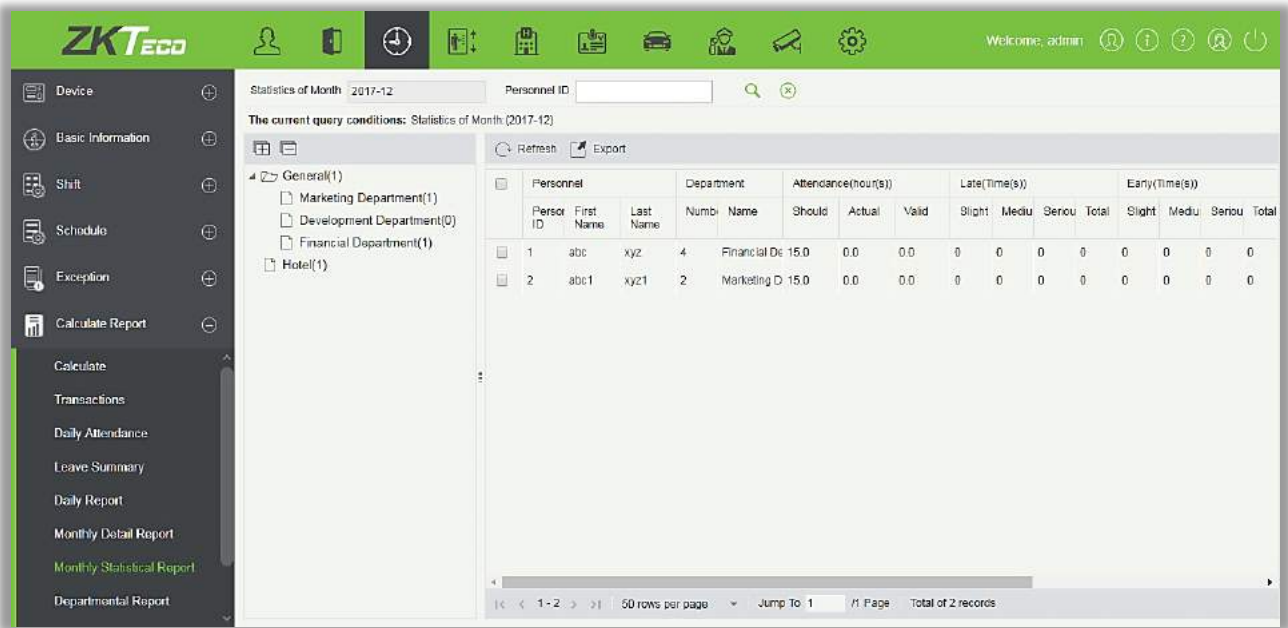 ZKTECO
Welcome, admin
Device
Basic Information
Shift
Schedule
Exception
Calculate Report
Calculate
Transactions
Daily Attendance
Leave Summary
Daily Report
Monthly Detail Report
Monthly Statistical Report
Departmental Report
Statistics of Month 2017-12 Personnel ID
The current query conditions: Statistics of Month:(2017-12)
General(1)
Marketing Department(1)
Development Department(0)
Financial Department(1)
Hotel(1)
Refresh Export
Personnel Department Attendance(hour(s)) Late(Time(s)) Early(Time(s))
Person ID First Name Last Name Numbe Name Should Actual Valid Slight Mediu Seriou Total Slight Mediu Seriou Total
1 abc xyz 4 Financial De 15.0 0.0 0.0 0 0 0 0 0 0 0 0
2 abc1 xyz1 2 Marketing D 15.0 0.0 0.0 0 0 0 0 0 0 0 0
1-2 50 rows per page Jump To 1 /1 Page Total of 2 records